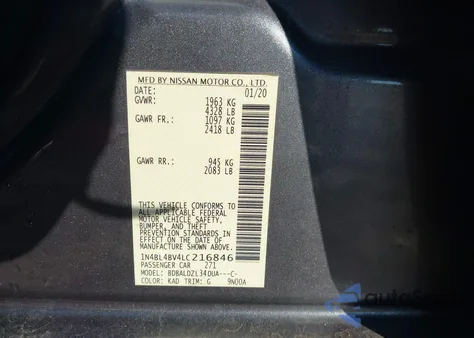 MFD BY NISSAN MOTOR CO., LTD.
DATE: 01/20
GVWR: 1963 KG
4328 LB
GAWR FR.: 1097 KG
2418 LB
GAWR RR.: 945 KG
2083 LB
THIS VEHICLE CONFORMS TO
ALL APPLICABLE FEDERAL
MOTOR VEHICLE SAFETY,
BUMPER, AND THEFT
PREVENTION STANDARDS IN
EFFECT ON THE DATE OF
MANUFACTURE SHOWN ABOVE.
1N4BL4BV4LC216846
PASSENGER CAR 271
MODEL: BDBALDZL34DUA---C-
COLOR: KAD TRIM: G 9N00A